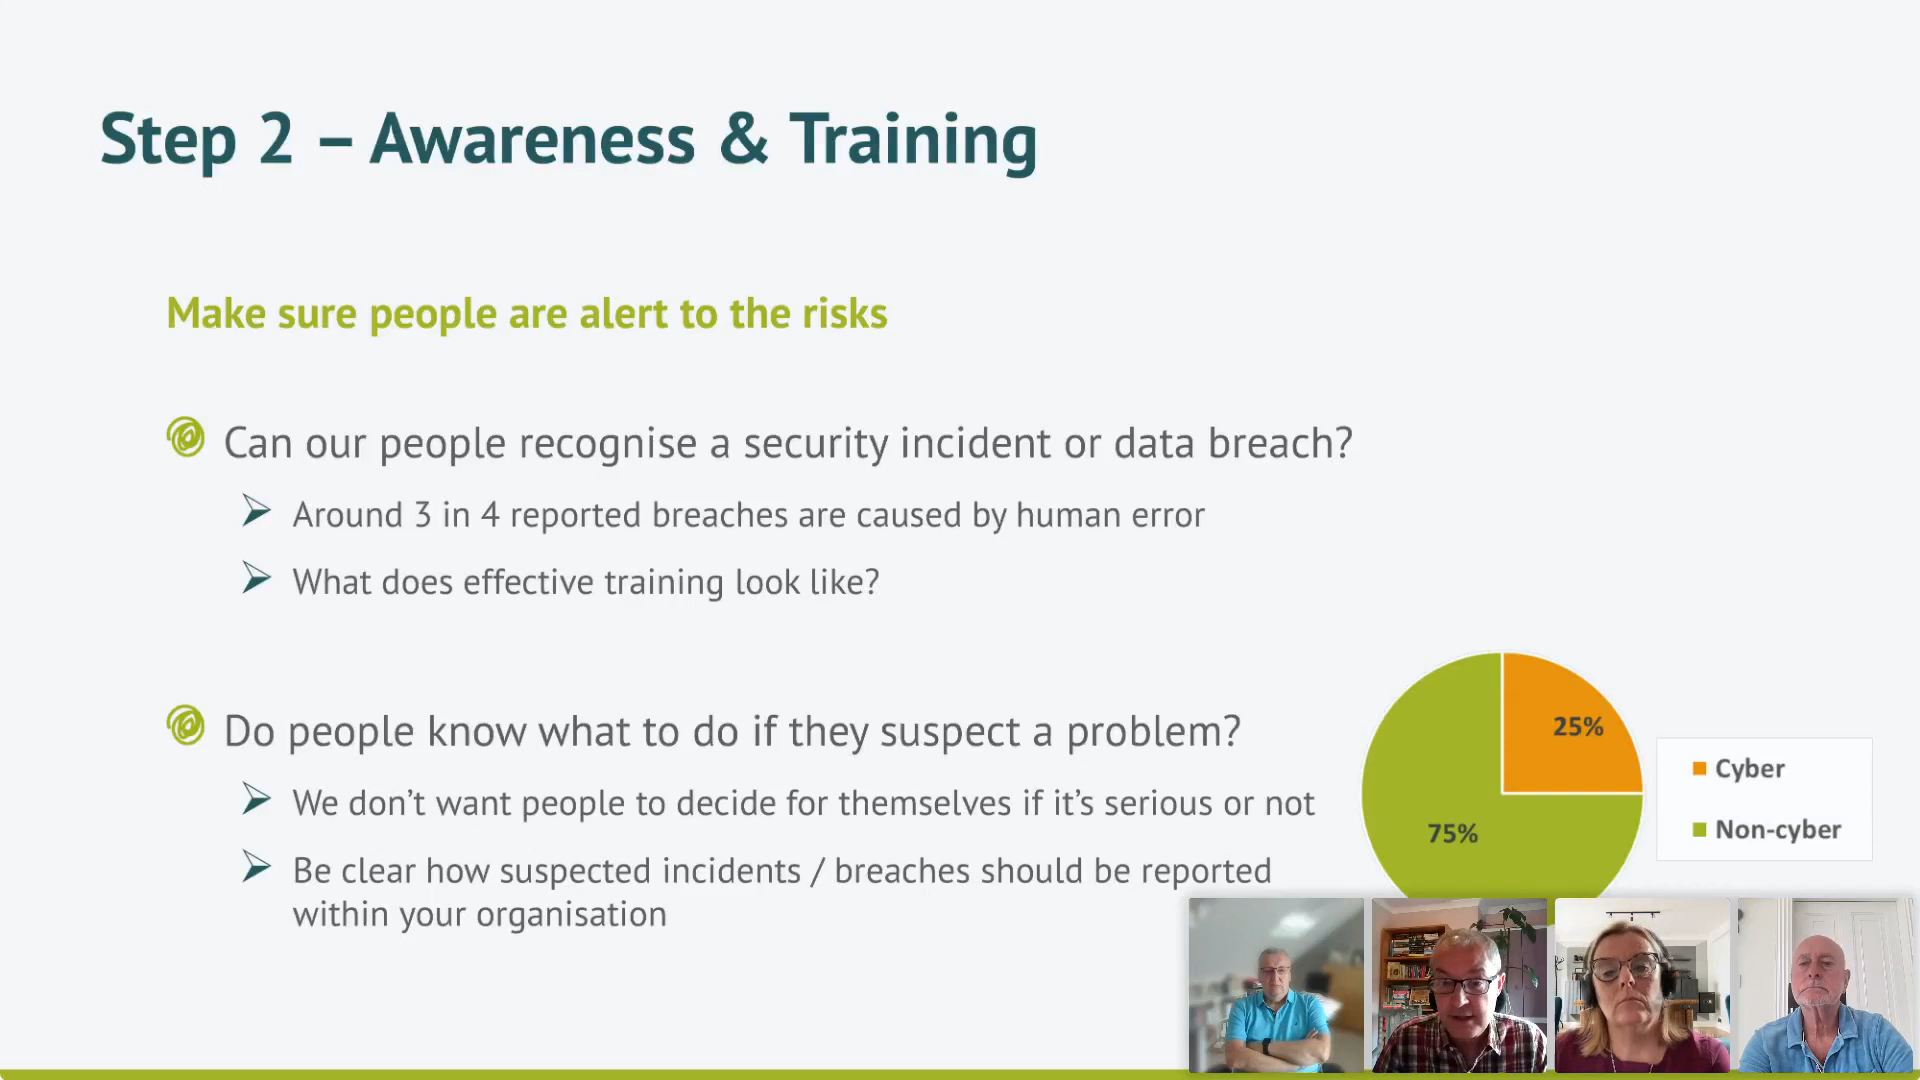 Step 2 – Awareness & Training
Make sure people are alert to the risks
Can our people recognise a security incident or data breach?
Around 3 in 4 reported breaches are caused by human error
What does effective training look like?
Do people know what to do if they suspect a problem?
We don’t want people to decide for themselves if it’s serious or not
Be clear how suspected incidents / breaches should be reported
within your organisation
25%
75%
Cyber
Non-cyber